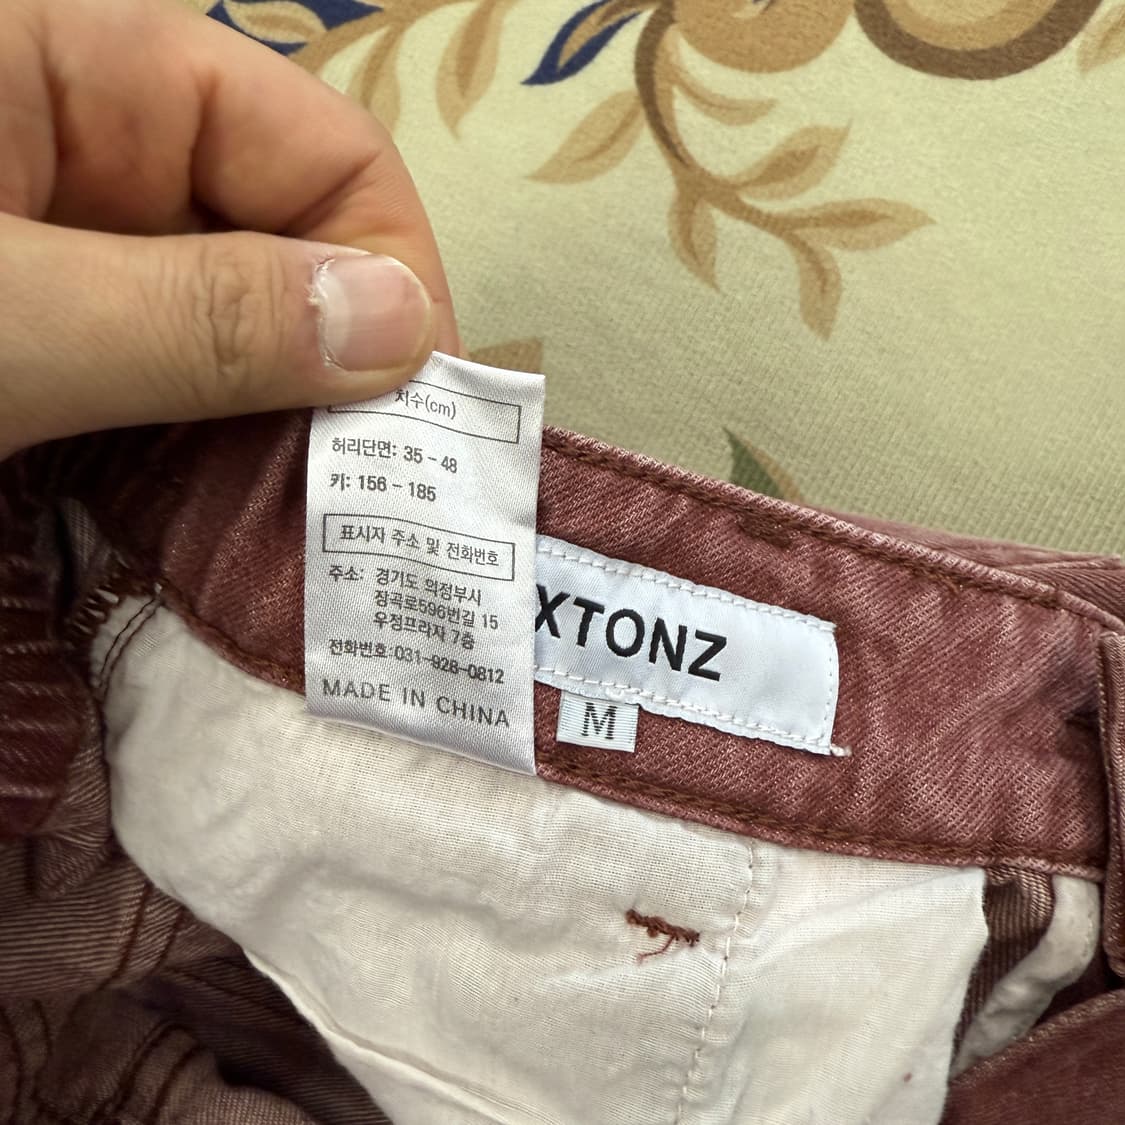 치수(cm)
허리단면: 35 - 48
키: 156 - 185
표시자 주소 및 전화번호
주소: 경기도 의정부시
장곡로596번길 15
우정프라자 7층
전화번호:031-928-0812
MADE IN CHINA
XTONZ
M